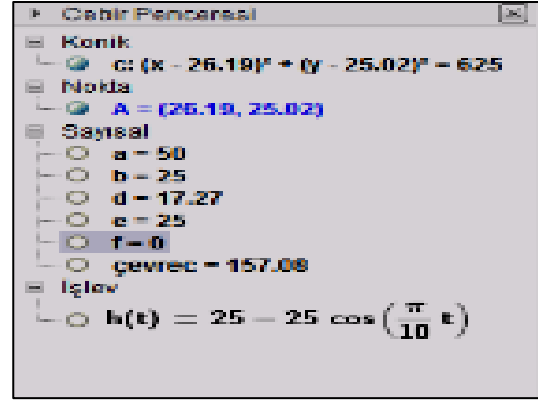 Cebir Penceresi
Konik
c: (x - 26.19)² + (y - 25.02)² = 625
Nokta
A = (26.19, 25.02)
Sayısal
a = 50
b = 25
d = 17.27
e = 25
f = 0
çevrec = 157.08
İşlev
h(t) = 25 - 25 cos(π/10 t)